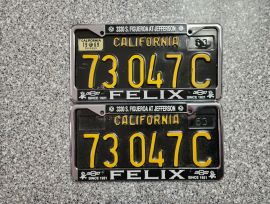 3330 S. FIGUEROA AT JEFFERSON
CALIFORNIA
73 047 C
FELIX
SINCE 1921
3330 S. FIGUEROA AT JEFFERSON
CALIFORNIA
73 047 C
FELIX
SINCE 1921